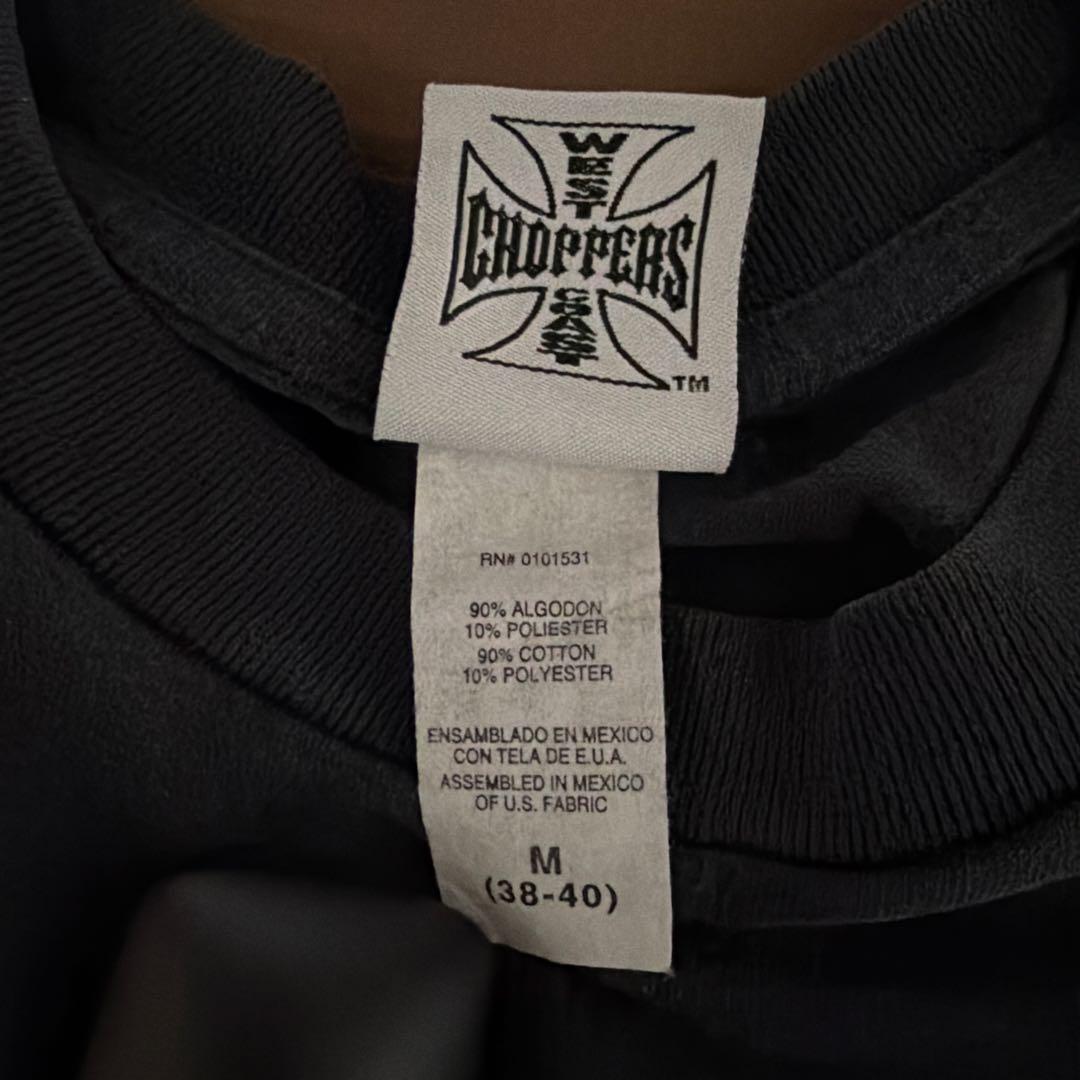 WEST
CHOPPERS
COAST
TM
RN# 0101531
90% ALGODON
10% POLIESTER
90% COTTON
10% POLYESTER
ENSAMBLADO EN MEXICO
CON TELA DE E.U.A.
ASSEMBLED IN MEXICO
OF U.S. FABRIC
M
(38-40)